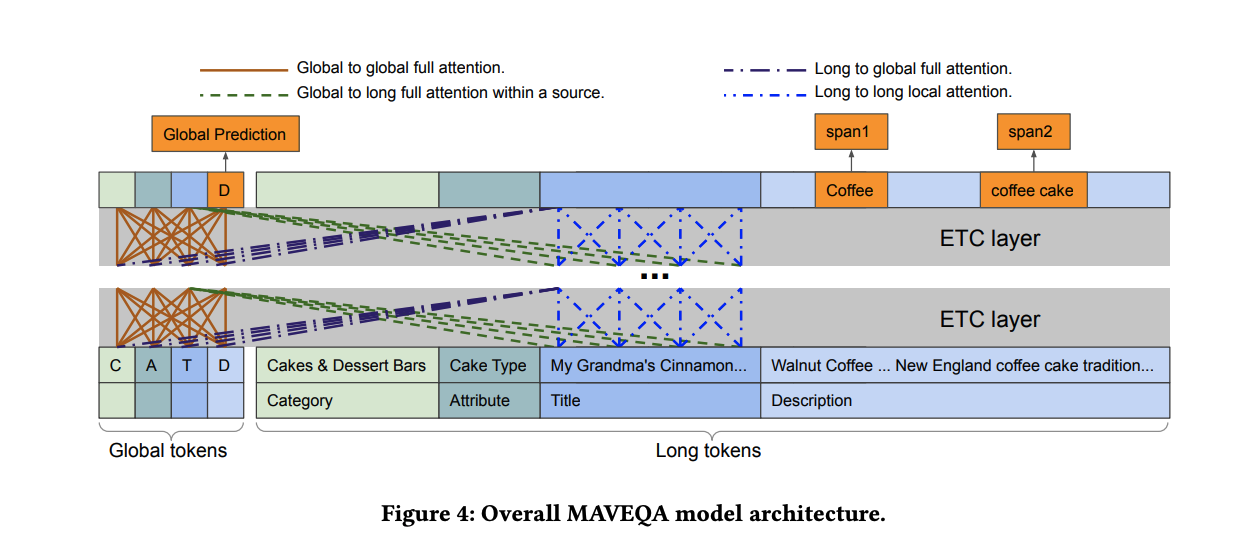 Global to global full attention.
Long to global full attention.
Global to long full attention within a source.
Long to long local attention.
Global Prediction
span1
span2
D
Coffee
coffee cake
ETC layer
...
ETC layer
C A T D Cakes & Dessert Bars Cake Type My Grandma's Cinnamon... Walnut Coffee ... New England coffee cake tradition...
Category Attribute Title Description
Global tokens
Long tokens
Figure 4: Overall MAVEQA model architecture.